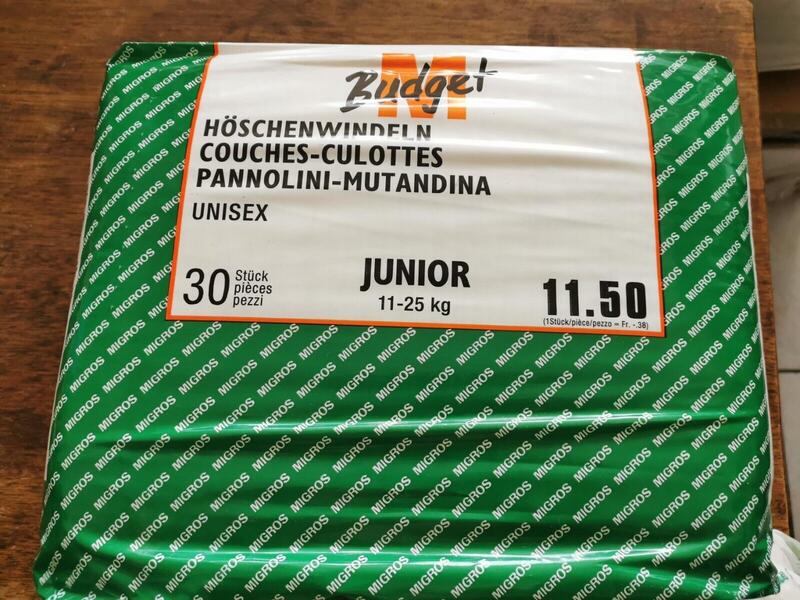 M Budget
HÖSCHENWINDELN
COUCHES-CULOTTES
PANNOLINI-MUTANDINA
UNISEX
30 Stück
pièces
pezzi
JUNIOR
11-25 kg
11.50
(1Stück/pièce/pezzo = Fr. -.38)
MIGROS